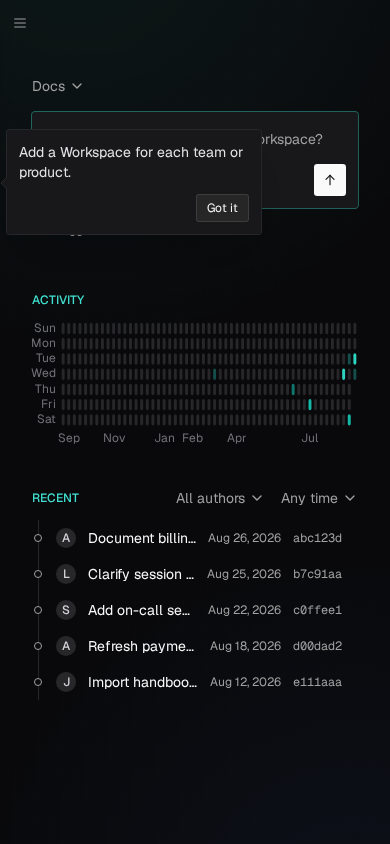 Docs
orkspace?
Add a Workspace for each team or
product.
Got it
ACTIVITY
Sun
Mon
Tue
Wed
Thu
Fri
Sat
Sep Nov Jan Feb Apr Jul
RECENT All authors Any time
A Document billin... Aug 26, 2026 abc123d
L Clarify session ... Aug 25, 2026 b7c91aa
S Add on-call se... Aug 22, 2026 c0ffee1
A Refresh payme... Aug 18, 2026 d00dad2
J Import handboo... Aug 12, 2026 e111aaa